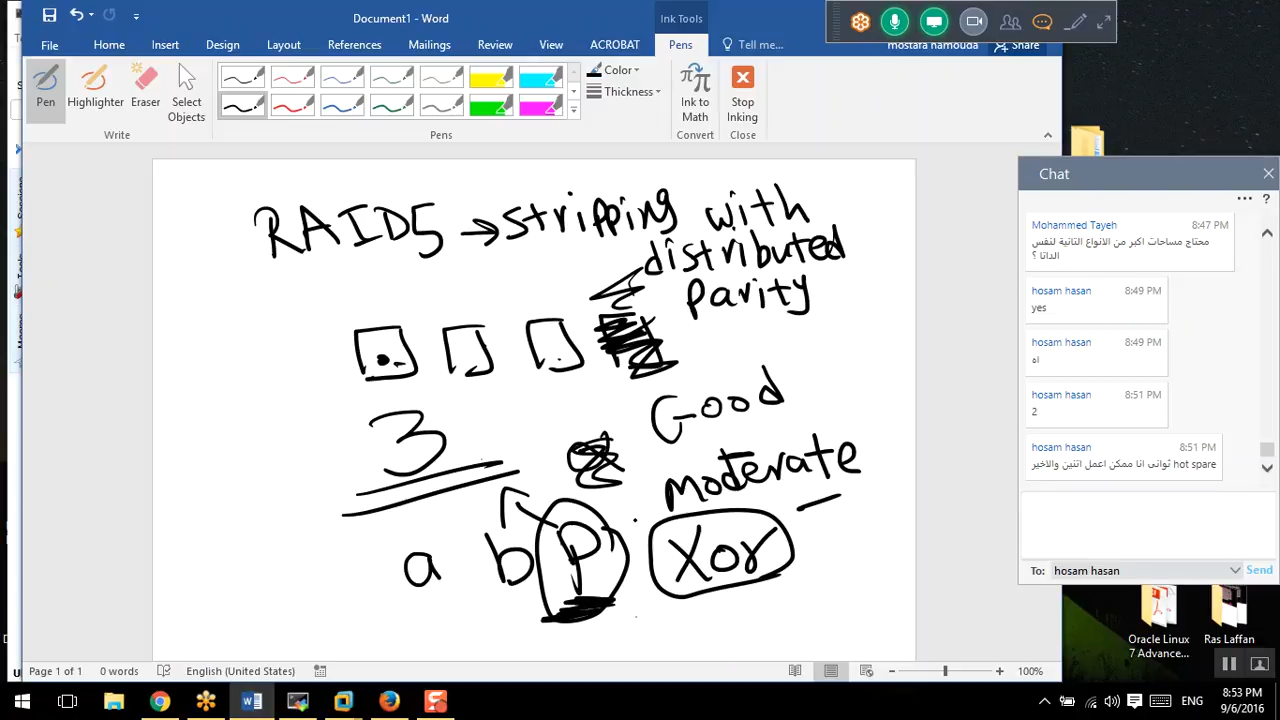 Document1 - Word
Ink Tools
File
Home
Insert
Design
Layout
References
Mailings
Review
View
ACROBAT
Pens
Tell me...
mostafa hamouda
Share
Pen
Highlighter
Eraser
Select Objects
Color
Thickness
Ink to Math
Stop Inking
Write
Pens
Convert
Close
RAID5 → stripping with
distributed
parity
3
Good
moderate
a b P Xor
Chat
Mohammed Tayeh 8:47 PM
محتاج مساحات اكبر من الانواع التانية لنفس
الداتا ؟
hosam hasan 8:49 PM
yes
hosam hasan 8:49 PM
اه
hosam hasan 8:51 PM
2
hosam hasan 8:51 PM
ثوانى انا ممكن اعمل اتنين والاخير hot spare
To: hosam hasan Send
Oracle Linux
7 Advance...
Ras Laffan
Page 1 of 1 0 words English (United States) 100%
ENG
8:53 PM
9/6/2016